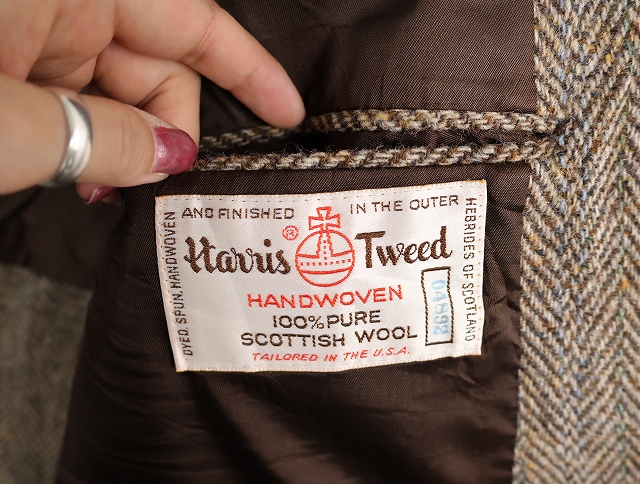 DYED, SPUN, HANDWOVEN
AND FINISHED
IN THE OUTER
HEBRIDES OF SCOTLAND
Harris ® Tweed
HANDWOVEN
100% PURE
SCOTTISH WOOL
TAILORED IN THE U.S.A.